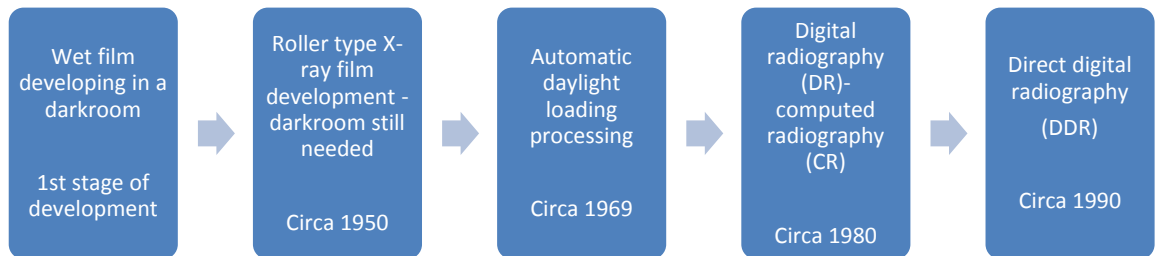 Wet film
developing in a
darkroom
1st stage of
development
Roller type X-
ray film
development -
darkroom still
needed
Circa 1950
Automatic
daylight
loading
processing
Circa 1969
Digital
radiography
(DR)-
computed
radiography
(CR)
Circa 1980
Direct digital
radiography
(DDR)
Circa 1990